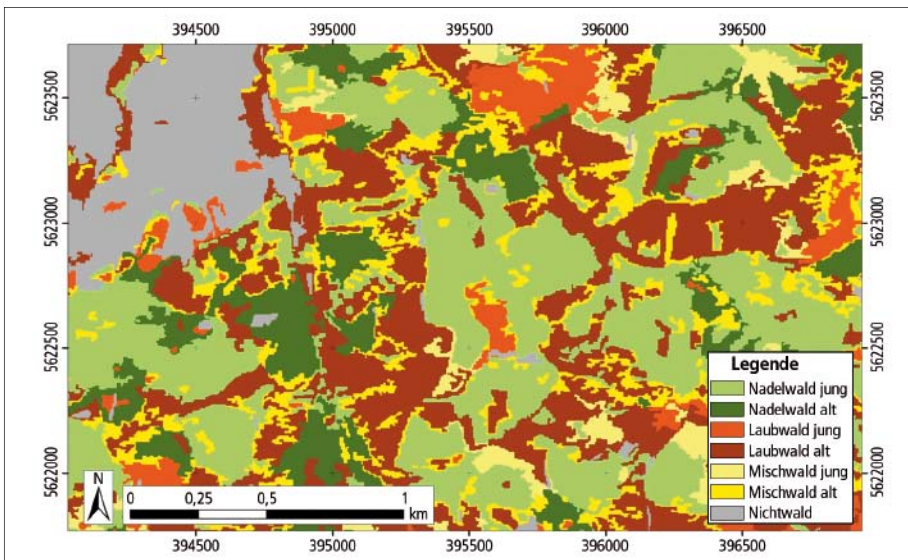 394500 395000 395500 396000 396500
5623500 5623500
5623000 5623000
5622500 5622500
5622000 5622000
Legende
Nadelwald jung
Nadelwald alt
Laubwald jung
Laubwald alt
Mischwald jung
Mischwald alt
Nichtwald
N
0 0,25 0,5 1
km
394500 395000 395500 396000 396500